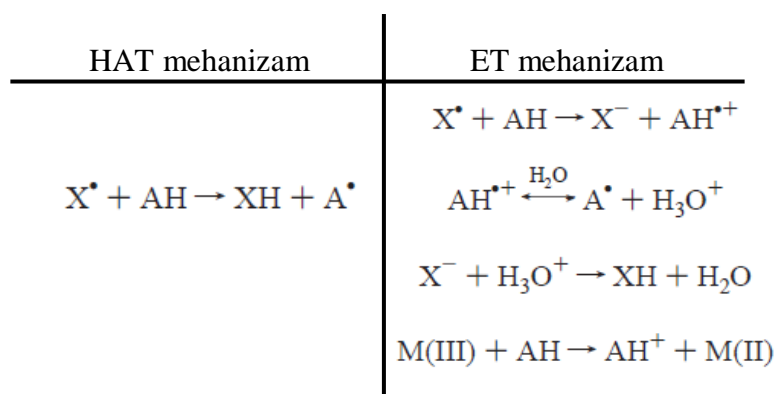 HAT mehanizam
X• + AH → XH + A•
ET mehanizam
X• + AH → X⁻ + AH•⁺
AH•⁺ ⟷ A• + H₃O⁺
H₂O
X⁻ + H₃O⁺ → XH + H₂O
M(III) + AH → AH⁺ + M(II)